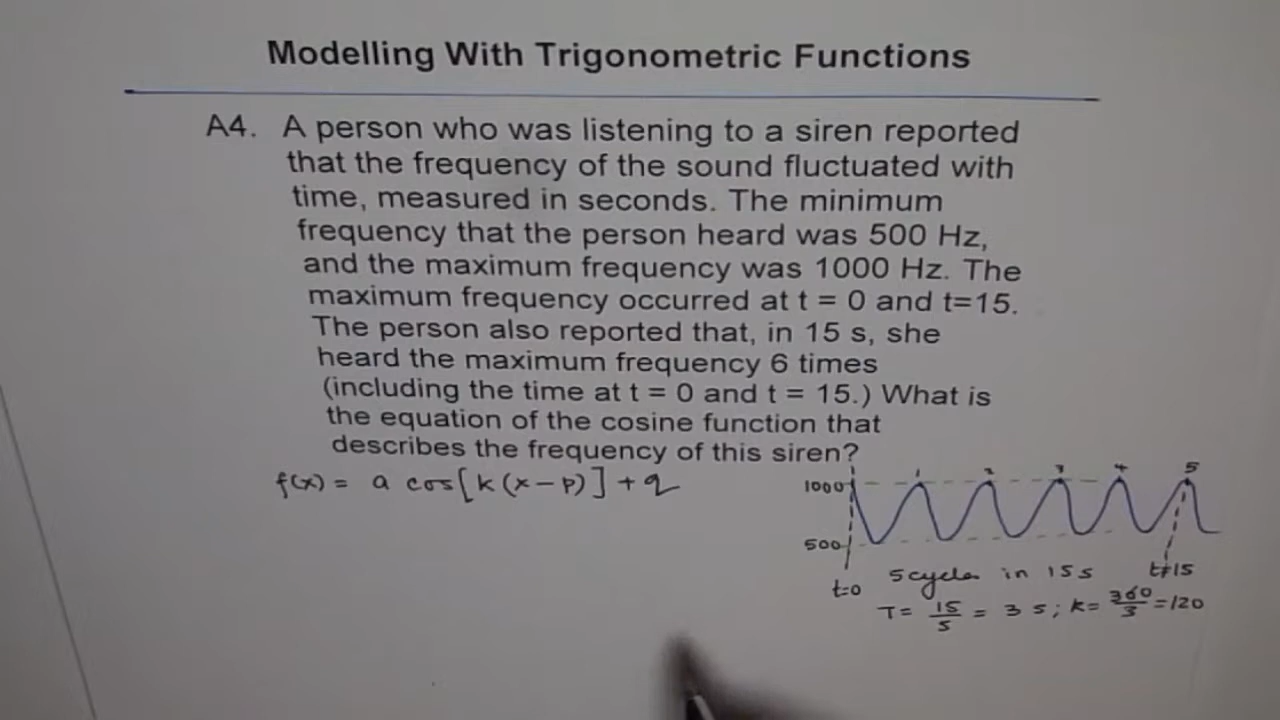 Modelling With Trigonometric Functions
A4. A person who was listening to a siren reported
that the frequency of the sound fluctuated with
time, measured in seconds. The minimum
frequency that the person heard was 500 Hz,
and the maximum frequency was 1000 Hz. The
maximum frequency occurred at t = 0 and t=15.
The person also reported that, in 15 s, she
heard the maximum frequency 6 times
(including the time at t = 0 and t = 15.) What is
the equation of the cosine function that
describes the frequency of this siren?
f(x) = a cos[k(x-p)]+q
1 2 3 4 5
1000
500
t=0
5 cycles in 15 s
t=15
T= 15/5 = 3 s; k= 360/3 =120